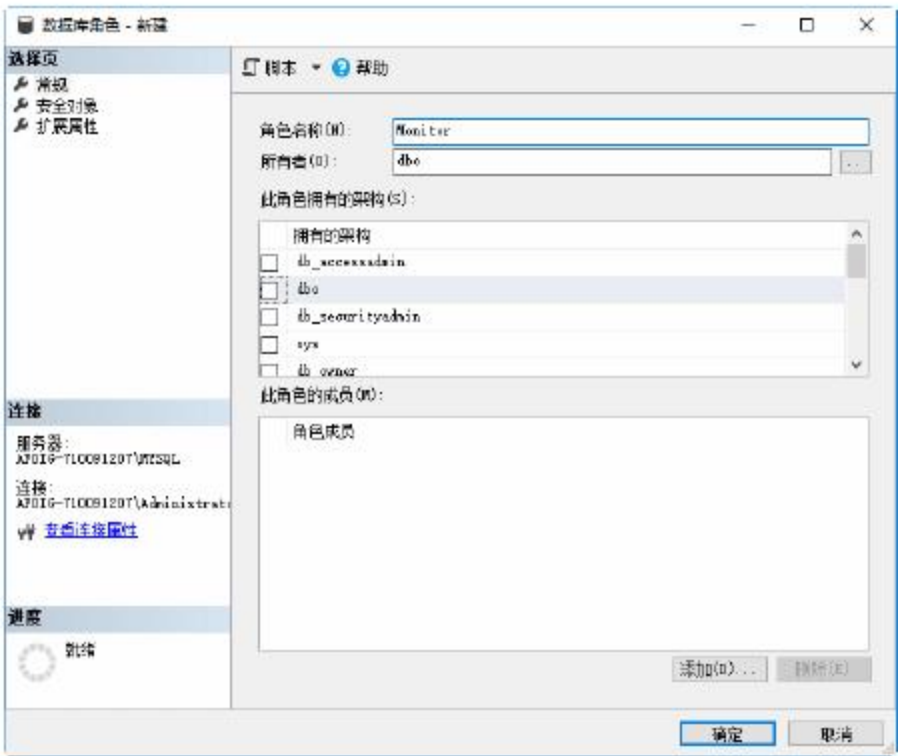 数据库角色 - 新建
选择页
常规
安全对象
扩展属性
脚本 帮助
角色名称(N): Monitor
所有者(O): dbo
..
此角色拥有的架构(S):
拥有的架构
db_accessadmin
dbo
db_securityadmin
sys
db_owner
此角色的成员(M):
角色成员
连接
服务器:
连接:
查看连接属性
进度
就绪
添加(D)...
删除(E)
确定
取消